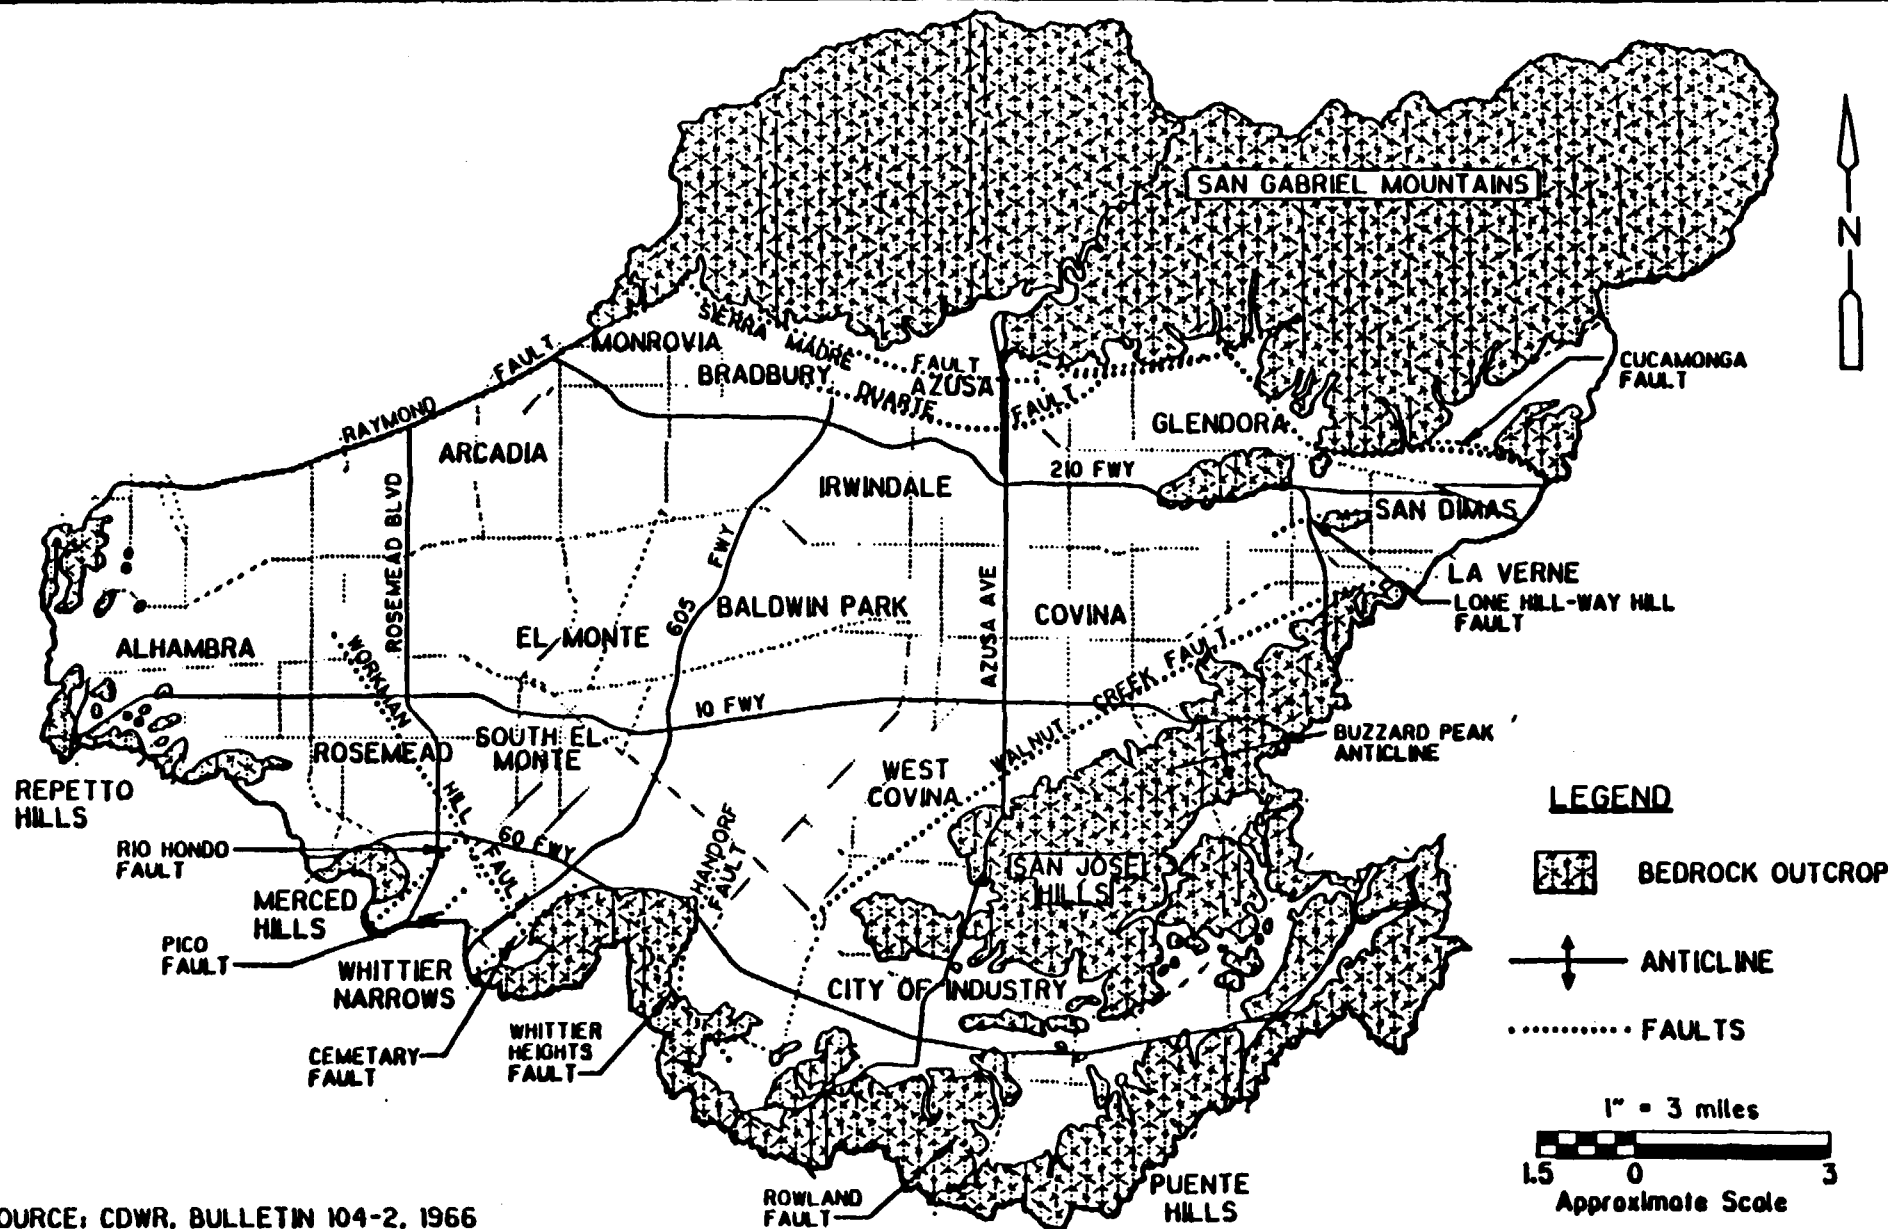 SAN GABRIEL MOUNTAINS
N
SIERRA MADRE FAULT
MONROVIA
RAYMOND FAULT
BRADBURY
AZUSA
DUARTE FAULT
CUCAMONGA
FAULT
GLENDORA
ARCADIA
210 FWY
IRWINDALE
SAN DIMAS
ROSEMEAD BLVD
605 FWY
AZUSA AVE
LA VERNE
LONE HILL-WAY HILL
FAULT
BALDWIN PARK
COVINA
EL MONTE
ALHAMBRA
WORKMAN HILL FAULT
WALNUT CREEK FAULT
10 FWY
BUZZARD PEAK
ANTICLINE
ROSEMEAD
SOUTH EL
MONTE
WEST
COVINA
REPETTO
HILLS
60 FWY
HANDORF
FAULT
RIO HONDO
FAULT
SAN JOSE
HILLS
MERCED
HILLS
PICO
FAULT
WHITTIER
NARROWS
CITY OF INDUSTRY
WHITTIER
HEIGHTS
FAULT
CEMETARY
FAULT
ROWLAND
FAULT
PUENTE
HILLS
LEGEND
BEDROCK OUTCROP
ANTICLINE
FAULTS
1" = 3 miles
1.5 0 3
Approximate Scale
OURCE: CDWR, BULLETIN 104-2, 1966